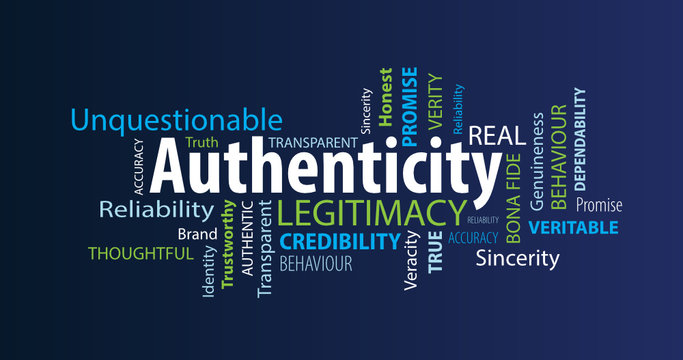 Unquestionable
ACCURACY
Truth
TRANSPARENT
Sincerity
Honest
PROMISE
VERITY
Reliability
REAL
Authenticity
Genuineness
BEHAVIOUR
DEPENDABILITY
BONA FIDE
Reliability
LEGITIMACY
RELIABILITY
Promise
VERITABLE
Brand
Identity
Trustworthy
AUTHENTIC
Transparent
CREDIBILITY
Veracity
TRUE
ACCURACY
THOUGHTFUL
BEHAVIOUR
Sincerity